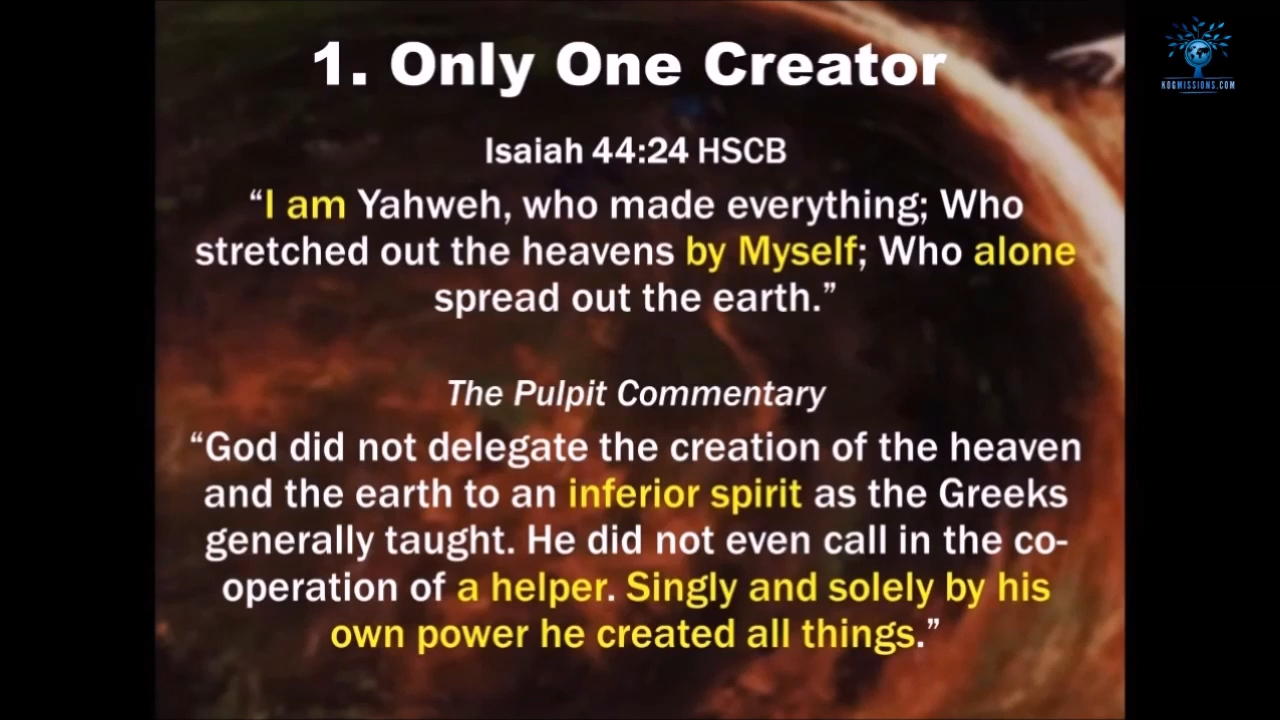 1. Only One Creator
KOGMISSIONS.COM
Isaiah 44:24 HSCB
“I am Yahweh, who made everything; Who
stretched out the heavens by Myself; Who alone
spread out the earth.”
The Pulpit Commentary
“God did not delegate the creation of the heaven
and the earth to an inferior spirit as the Greeks
generally taught. He did not even call in the co-
operation of a helper. Singly and solely by his
own power he created all things.”